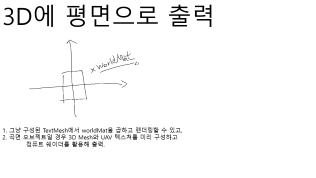 3D에 평면으로 출력
x worldMat
1. 그냥 구성된 TextMesh에서 worldMat을 곱하고 렌더링할 수 있고,
2. 곡면 오브젝트일 경우 3D Mesh와 UAV 텍스쳐를 미리 구성하고
컴퓨트 쉐이더를 활용해 출력.